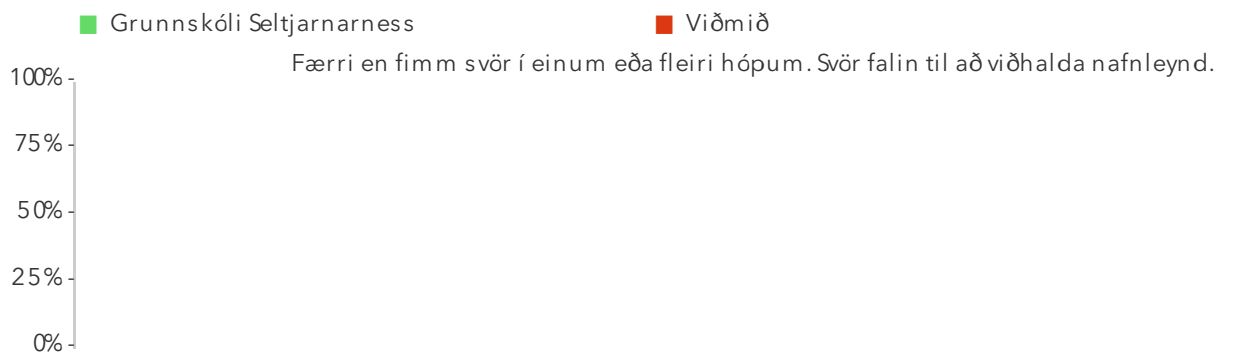 Grunnskóli Seltjarnarness
Viðmið
Færri en fimm svör í einum eða fleiri hópum. Svör falin til að viðhalda nafnleynd.
100%
75%
50%
25%
0%